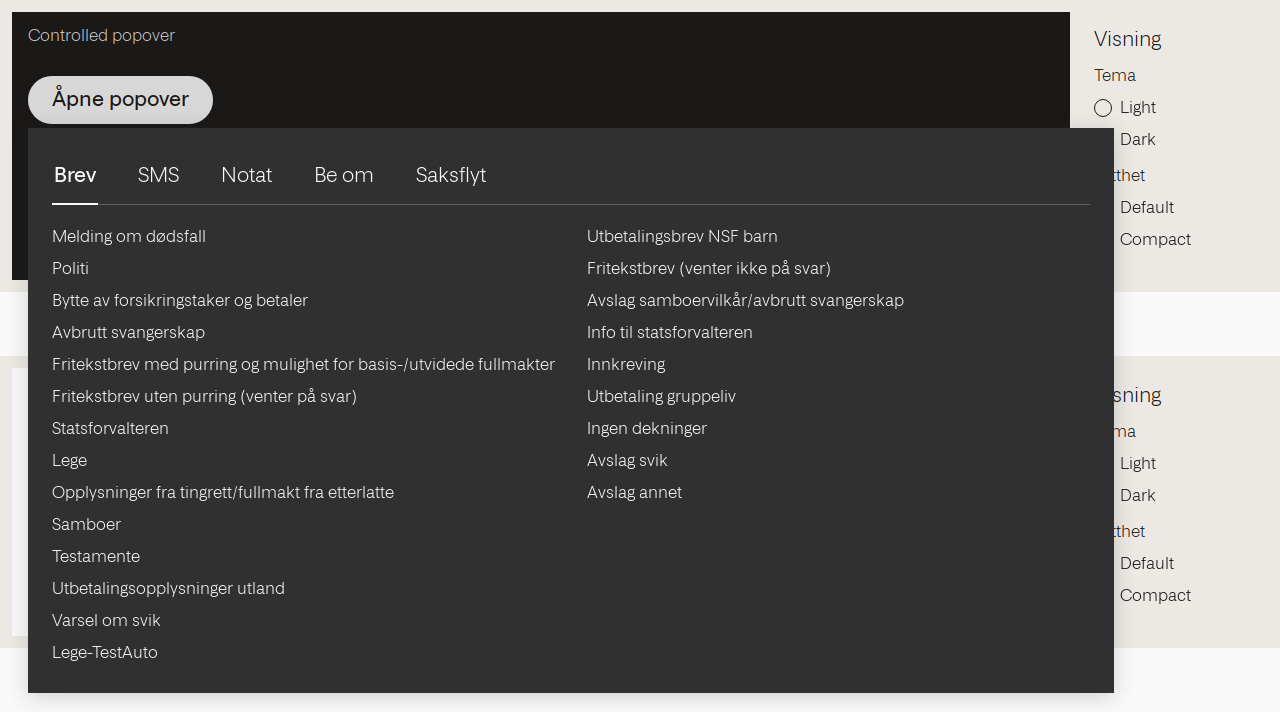 Controlled popover
Åpne popover
Brev
SMS
Notat
Be om
Saksflyt
Melding om dødsfall
Politi
Bytte av forsikringstaker og betaler
Avbrutt svangerskap
Fritekstbrev med purring og mulighet for basis-/utvidede fullmakter
Fritekstbrev uten purring (venter på svar)
Statsforvalteren
Lege
Opplysninger fra tingrett/fullmakt fra etterlatte
Samboer
Testamente
Utbetalingsopplysninger utland
Varsel om svik
Lege-TestAuto
Utbetalingsbrev NSF barn
Fritekstbrev (venter ikke på svar)
Avslag samboervilkår/avbrutt svangerskap
Info til statsforvalteren
Innkreving
Utbetaling gruppeliv
Ingen dekninger
Avslag svik
Avslag annet
Visning
Tema
Light
Dark
Default
Compact
Light
Dark
Default
Compact